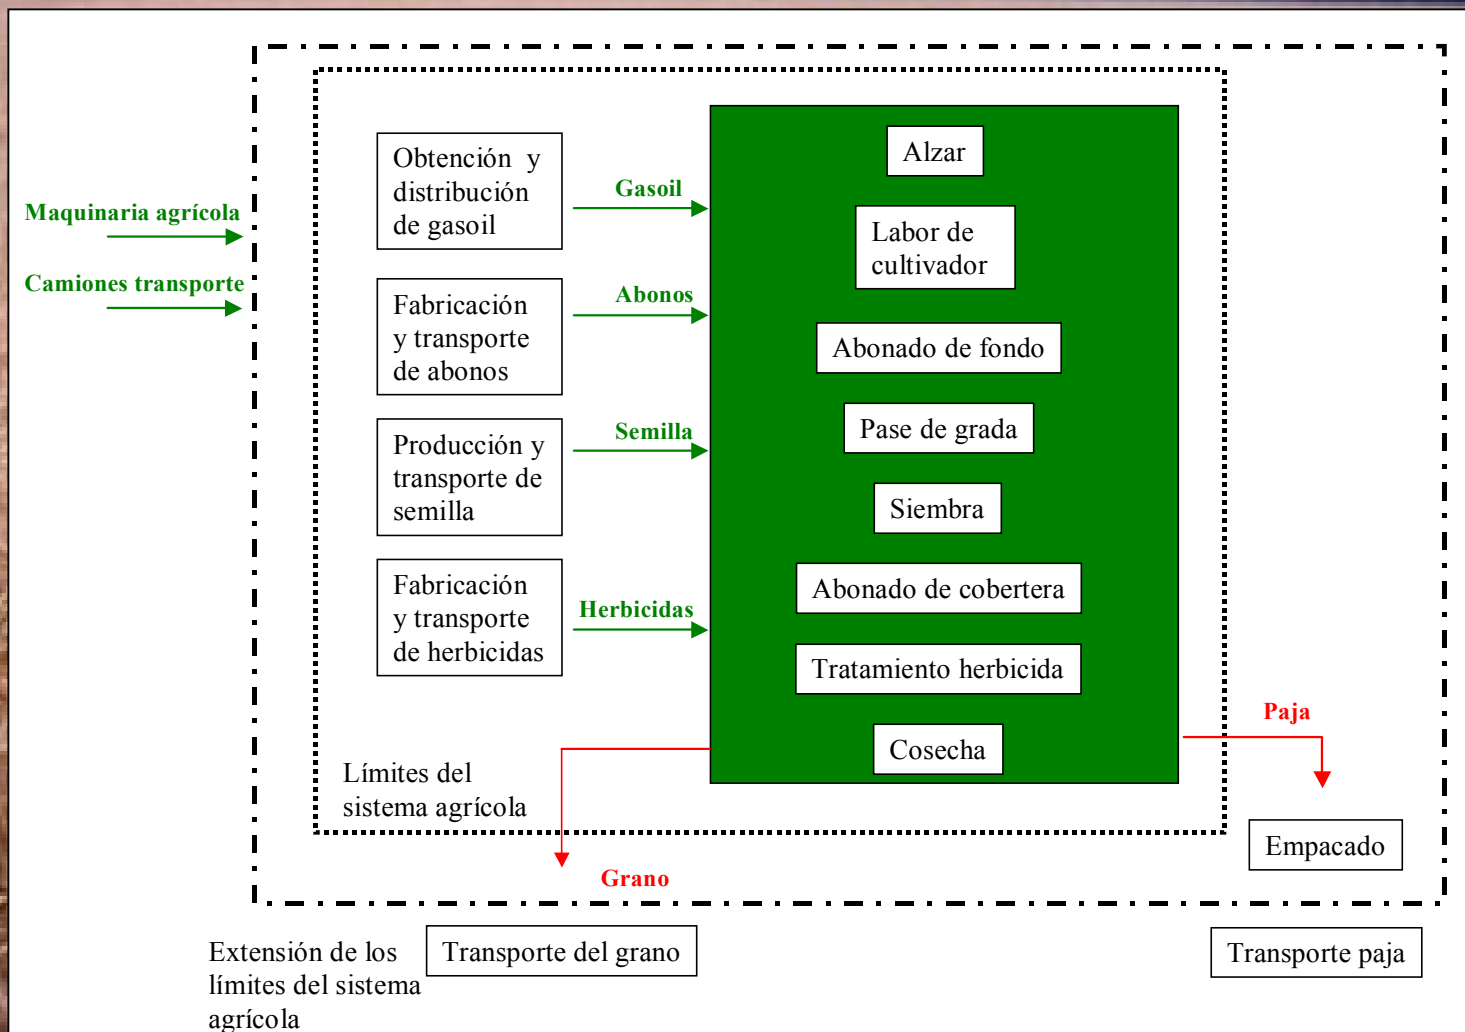 Maquinaria agrícola
Camiones transporte
Obtención y
distribución
de gasoil
Gasoil
Fabricación
y transporte
de abonos
Abonos
Producción y
transporte de
semilla
Semilla
Fabricación
y transporte
de herbicidas
Herbicidas
Alzar
Labor de
cultivador
Abonado de fondo
Pase de grada
Siembra
Abonado de cobertera
Tratamiento herbicida
Cosecha
Límites del
sistema agrícola
Grano
Paja
Empacado
Extensión de los
límites del sistema
agrícola
Transporte del grano
Transporte paja